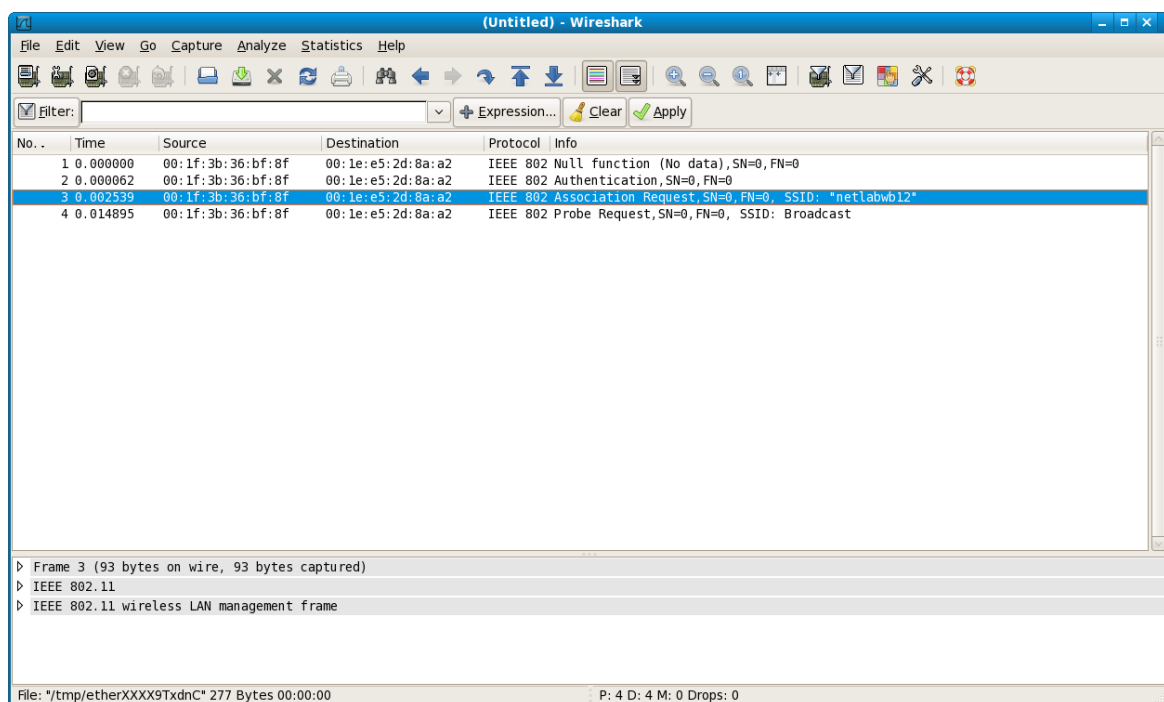 (Untitled) - Wireshark
File Edit View Go Capture Analyze Statistics Help
Filter: Expression... Clear Apply
No. . Time Source Destination Protocol Info
1 0.000000 00:1f:3b:36:bf:8f 00:1e:e5:2d:8a:a2 IEEE 802 Null function (No data),SN=0,FN=0
2 0.000062 00:1f:3b:36:bf:8f 00:1e:e5:2d:8a:a2 IEEE 802 Authentication,SN=0,FN=0
3 0.002539 00:1f:3b:36:bf:8f 00:1e:e5:2d:8a:a2 IEEE 802 Association Request,SN=0,FN=0, SSID: "netlabwb12"
4 0.014895 00:1f:3b:36:bf:8f 00:1e:e5:2d:8a:a2 IEEE 802 Probe Request,SN=0,FN=0, SSID: Broadcast
Frame 3 (93 bytes on wire, 93 bytes captured)
IEEE 802.11
IEEE 802.11 wireless LAN management frame
File: "/tmp/etherXXXX9TxdnC" 277 Bytes 00:00:00 P: 4 D: 4 M: 0 Drops: 0